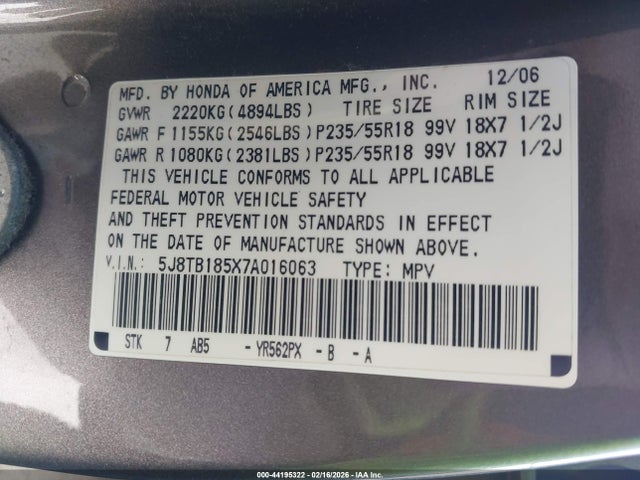 MFD. BY HONDA OF AMERICA MFG., INC. 12/06
GVWR 2220KG(4894LBS) TIRE SIZE RIM SIZE
GAWR F 1155KG(2546LBS) P235/55R18 99V 18X7 1/2J
GAWR R 1080KG(2381LBS) P235/55R18 99V 18X7 1/2J
THIS VEHICLE CONFORMS TO ALL APPLICABLE
FEDERAL MOTOR VEHICLE SAFETY
AND THEFT PREVENTION STANDARDS IN EFFECT
ON THE DATE OF MANUFACTURE SHOWN ABOVE.
V.I.N.: 5J8TB185X7A016063 TYPE: MPV
STK 7 AB5 -YR562PX -B -A
000-44195322 - 02/16/2026 - IAA Inc.